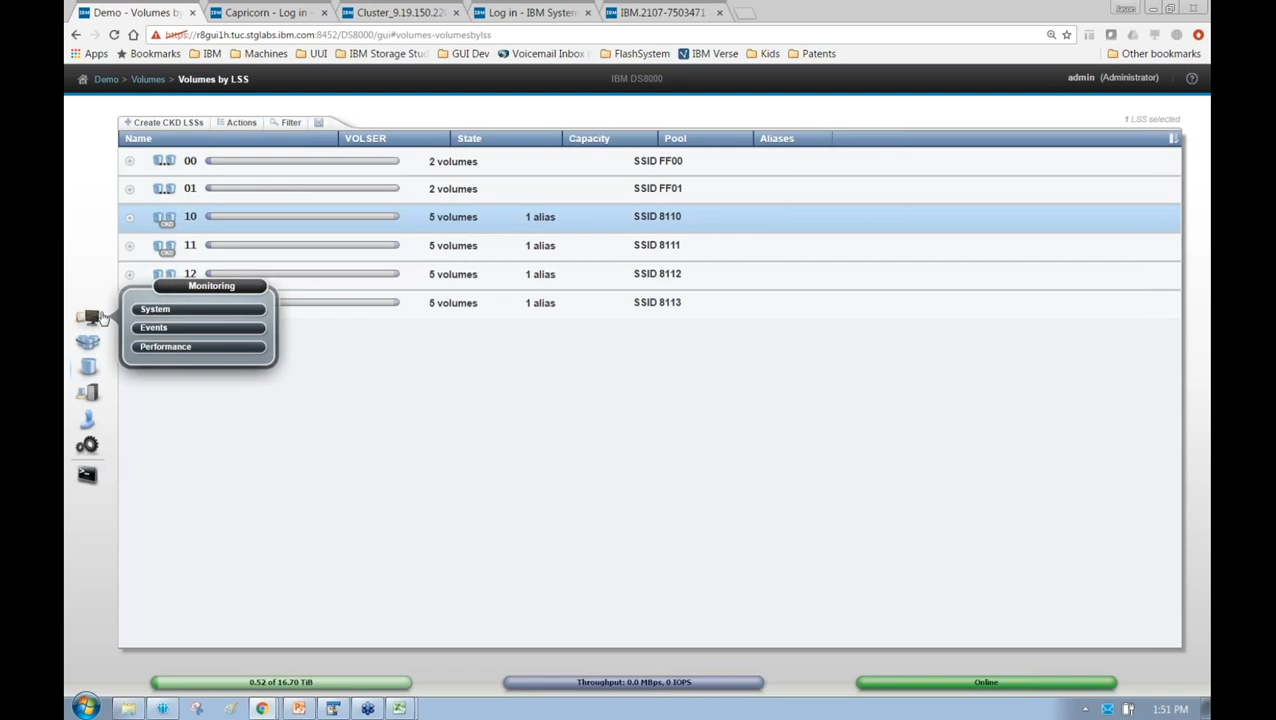 Demo - Volumes by
Capricorn - Log in -
Cluster_9.19.150.22
Log in - IBM System
IBM.2107-7503471
https://r8gui1h.tuc.stglabs.ibm.com:8452/DS8000/gui#volumes-volumesbylss
Apps
Bookmarks
IBM
Machines
UUI
IBM Storage Stud
GUI Dev
Voicemail Inbox
FlashSystem
IBM Verse
Kids
Patents
Other bookmarks
Demo > Volumes > Volumes by LSS
IBM DS8000
admin (Administrator)
Create CKD LSSs
Actions
Filter
1 LSS selected
Name VOLSER State Capacity Pool Aliases
00 2 volumes SSID FF00
01 2 volumes SSID FF01
10 5 volumes 1 alias SSID 8110
CKD
11 5 volumes 1 alias SSID 8111
CKD
12 5 volumes 1 alias SSID 8112
Monitoring
5 volumes 1 alias SSID 8113
System
Events
Performance
0.52 of 16.70 TiB
Throughput: 0.0 MBps, 0 IOPS
Online
1:51 PM